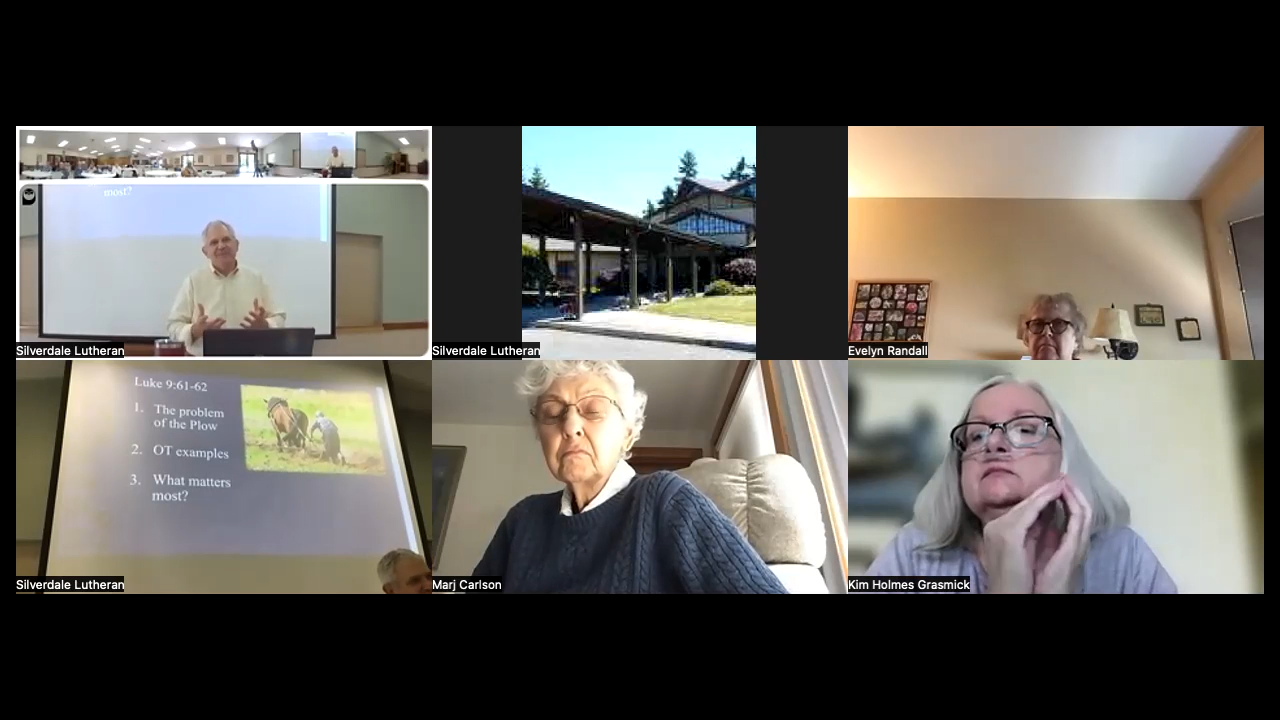 most?
Silverdale Lutheran
Silverdale Lutheran
Evelyn Randall
Luke 9:61-62
1. The problem
of the Plow
2. OT examples
3. What matters
most?
Silverdale Lutheran
Marj Carlson
Kim Holmes Grasmick